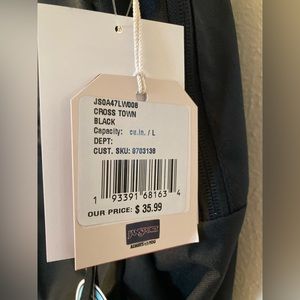 JS0A47LW008
CROSS TOWN
BLACK
Capacity: cu.in. / L
DEPT:
CUST. SKU: 8703138
1 93391 68163 4
OUR PRICE: $ 35.99
JANSPORT